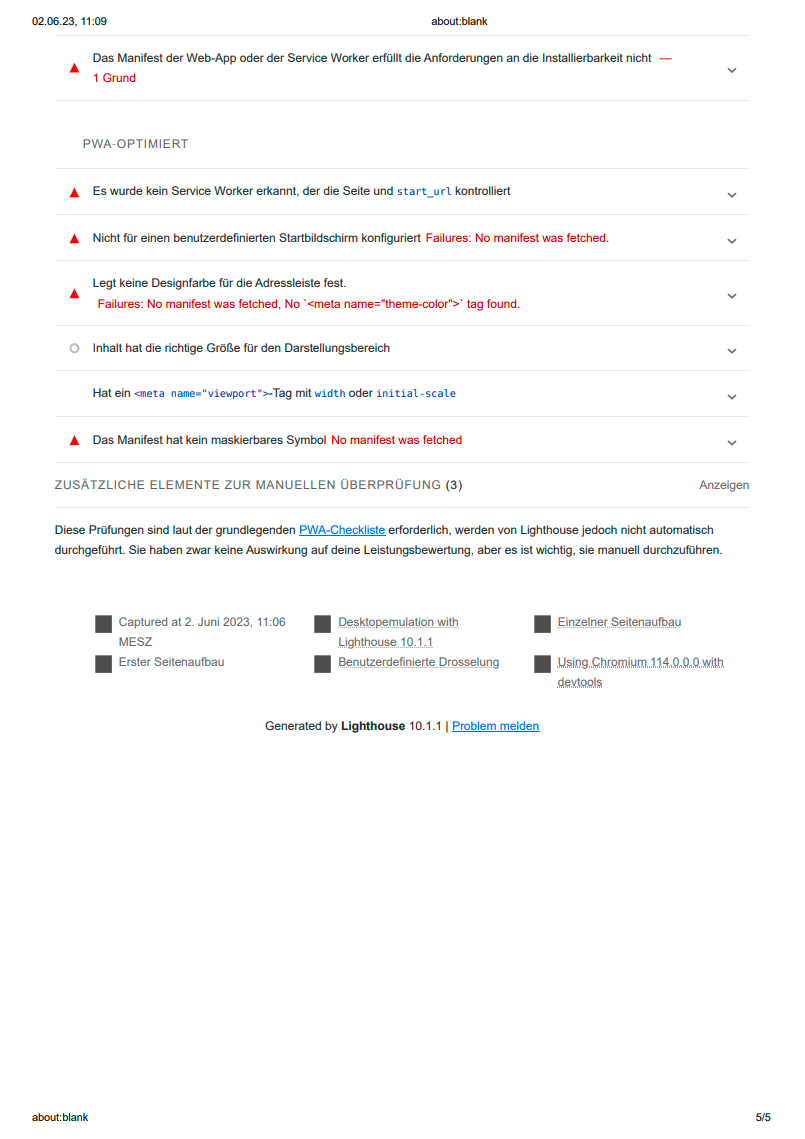 02.06.23, 11:09 about:blank
Das Manifest der Web-App oder der Service Worker erfüllt die Anforderungen an die Installierbarkeit nicht —
1 Grund
PWA-OPTIMIERT
Es wurde kein Service Worker erkannt, der die Seite und start_url kontrolliert
Nicht für einen benutzerdefinierten Startbildschirm konfiguriert Failures: No manifest was fetched.
Legt keine Designfarbe für die Adressleiste fest.
Failures: No manifest was fetched, No `<meta name="theme-color">` tag found.
Inhalt hat die richtige Größe für den Darstellungsbereich
Hat ein <meta name="viewport">-Tag mit width oder initial-scale
Das Manifest hat kein maskierbares Symbol No manifest was fetched
ZUSÄTZLICHE ELEMENTE ZUR MANUELLEN ÜBERPRÜFUNG (3) Anzeigen
Diese Prüfungen sind laut der grundlegenden PWA-Checkliste erforderlich, werden von Lighthouse jedoch nicht automatisch
durchgeführt. Sie haben zwar keine Auswirkung auf deine Leistungsbewertung, aber es ist wichtig, sie manuell durchzuführen.
Captured at 2. Juni 2023, 11:06
MESZ
Desktopemulation with
Lighthouse 10.1.1
Einzelner Seitenaufbau
Erster Seitenaufbau
Benutzerdefinierte Drosselung
Using Chromium 114.0.0.0 with
devtools
Generated by Lighthouse 10.1.1 | Problem melden
about:blank 5/5